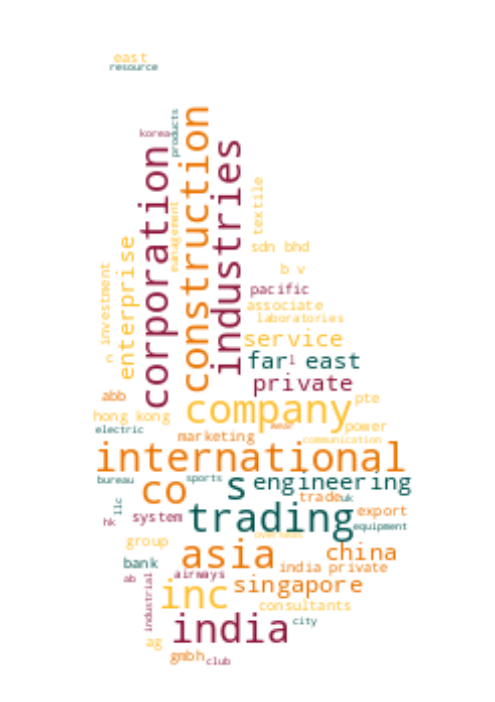 east
resource
products
korea
construction
industries
corporation
textile
management
enterprise
sdn bhd
investment
b v
pacific
associate
laboratories
service
n
far east
l
private
abb
pte
company
hong kong
wear
power
electric
marketing
communication
international
bureau
sports
engineering
co
s
trade
uk
llc
export
hk
system
trading
equipment
group
overseas
asia
china
bank
india private
ab
airways
singapore
industrial
inc
consultants
india
city
ag
gmbh
club